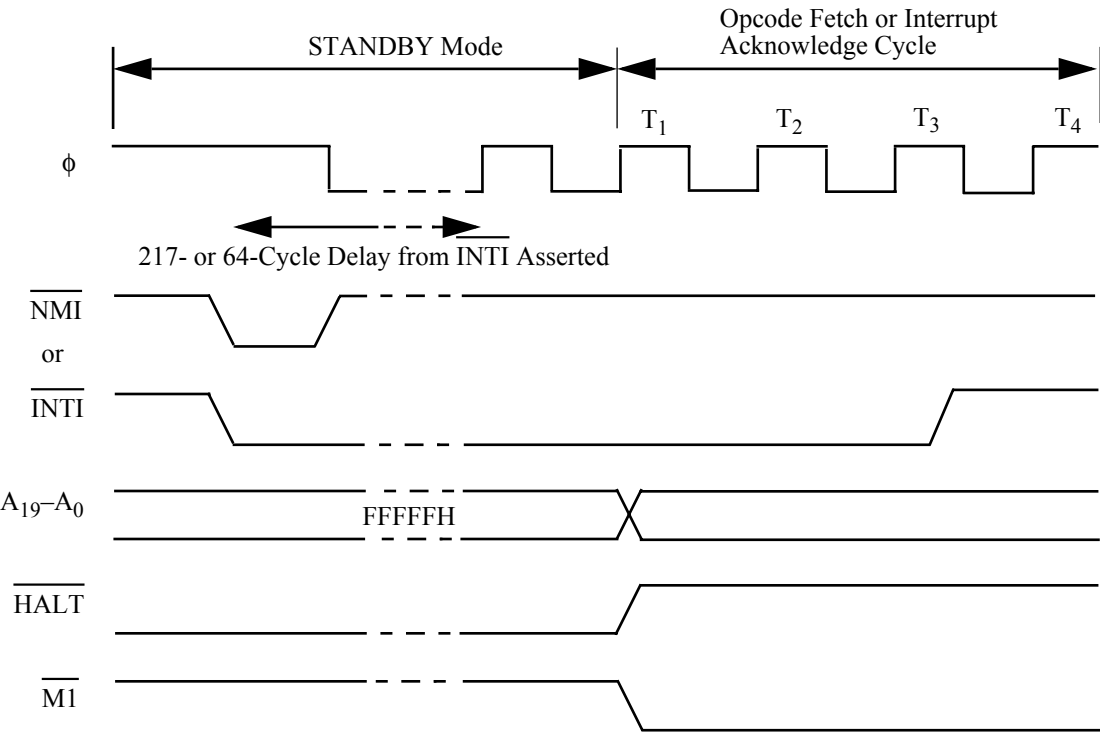 Opcode Fetch or Interrupt
Acknowledge Cycle
STANDBY Mode
T1
T2
T3
T4
ϕ
217- or 64-Cycle Delay from INTI Asserted
NMI
or
INTI
A19–A0
FFFFFH
HALT
M1